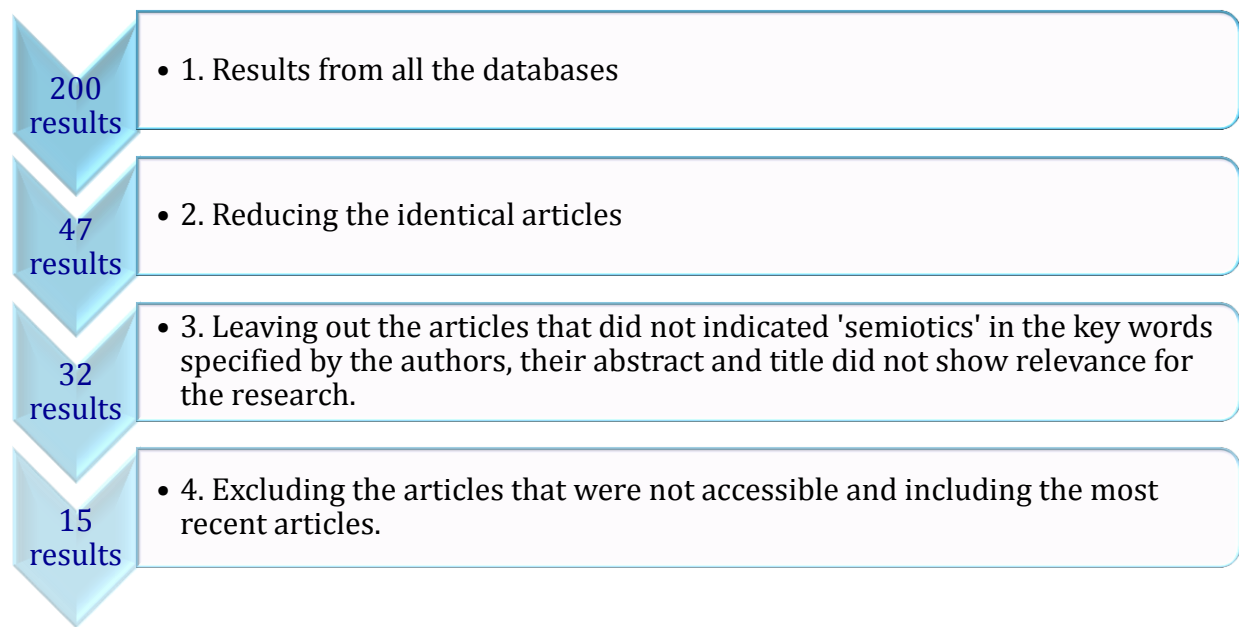 200
results
• 1. Results from all the databases
47
results
• 2. Reducing the identical articles
32
results
• 3. Leaving out the articles that did not indicated 'semiotics' in the key words
specified by the authors, their abstract and title did not show relevance for
the research.
15
results
• 4. Excluding the articles that were not accessible and including the most
recent articles.